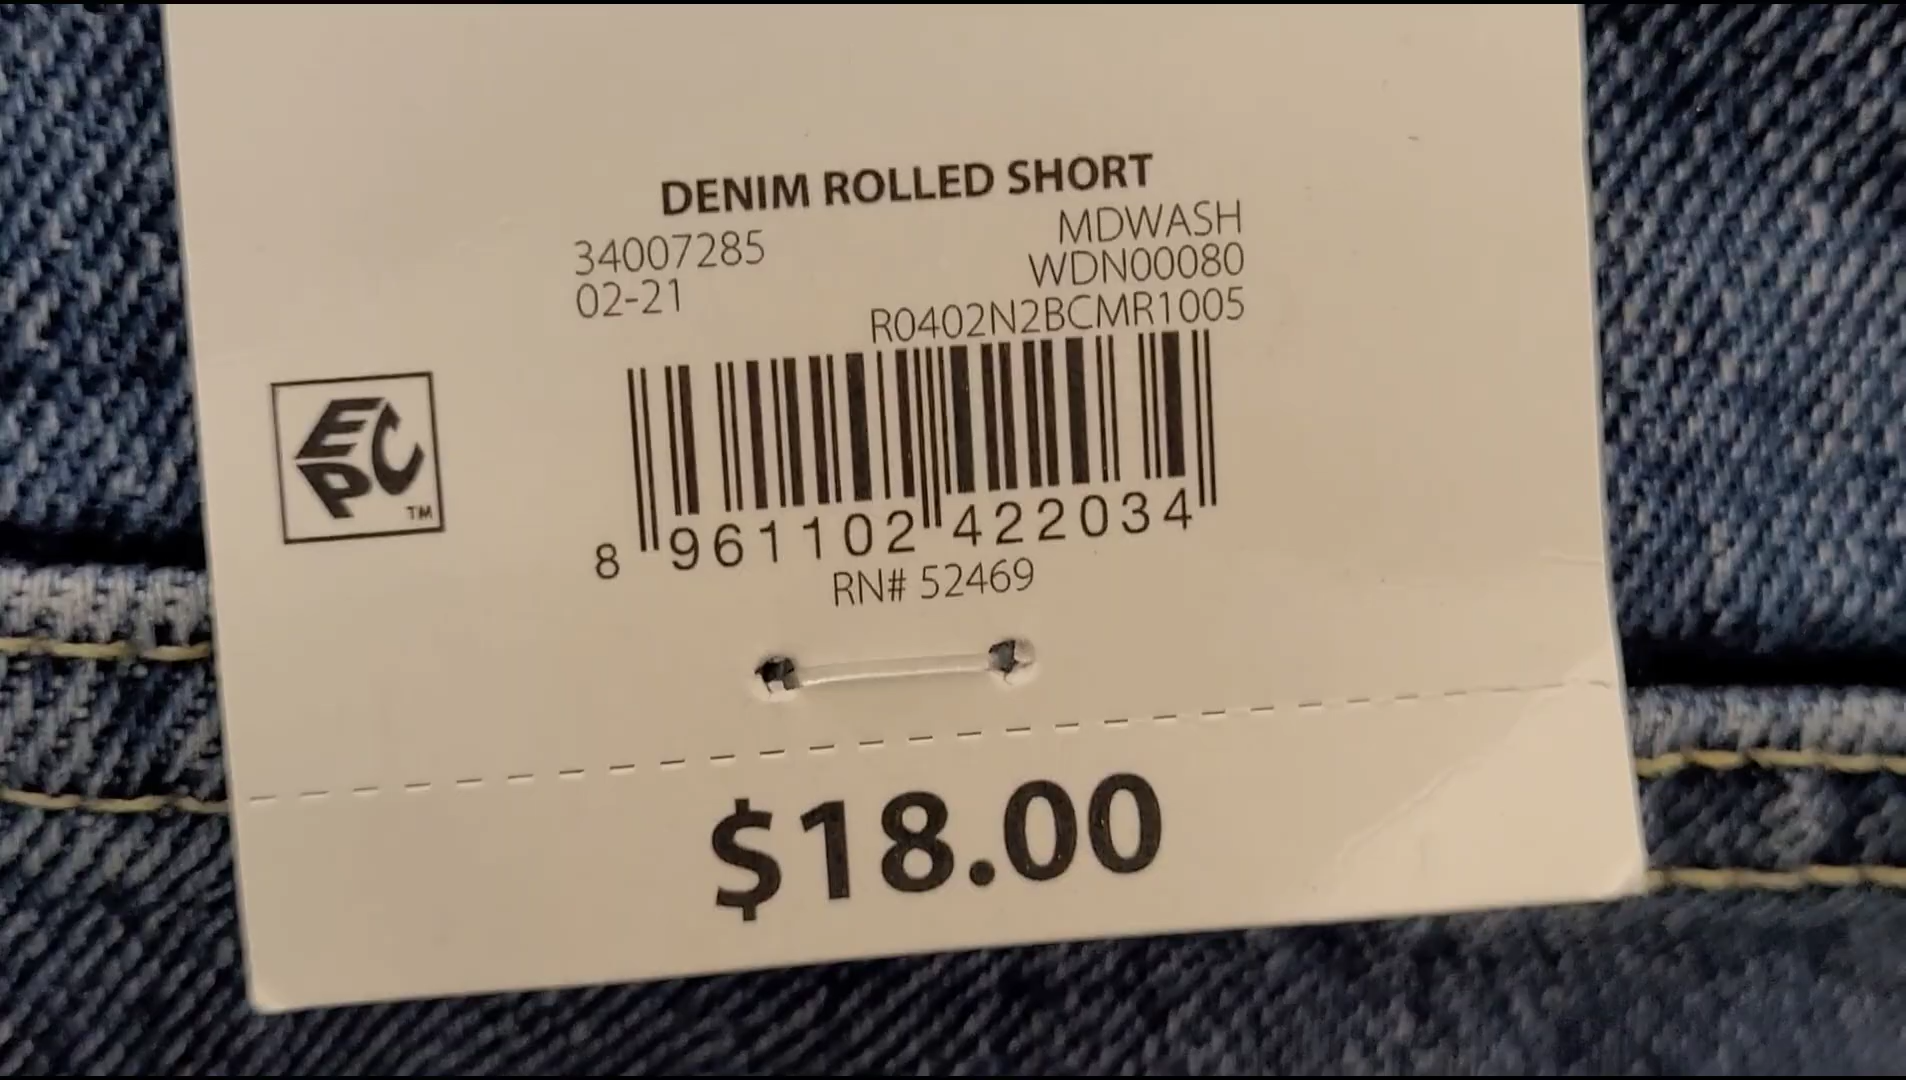 DENIM ROLLED SHORT
34007285 MDWASH
02-21 WDN00080
R0402N2BCMR1005
EPC TM
8 961102 422034
RN# 52469
$18.00